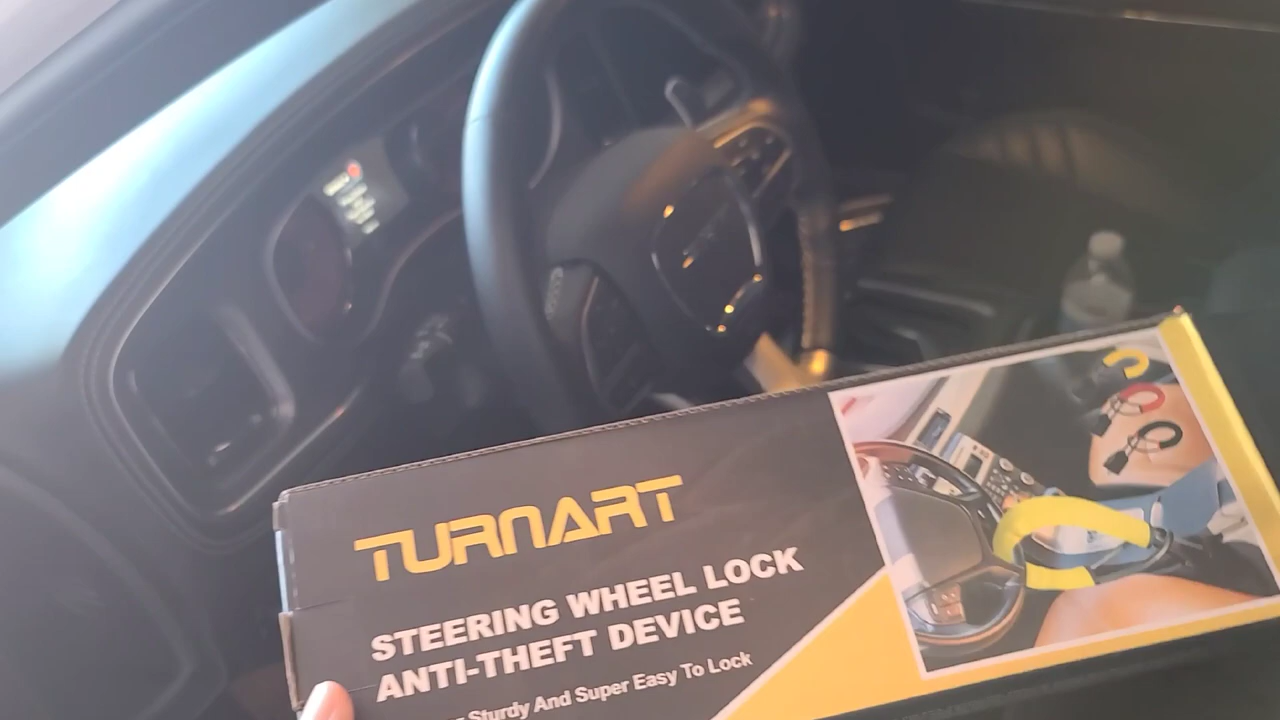 TURNART
STEERING WHEEL LOCK
ANTI-THEFT DEVICE
Sturdy And Super Easy To Lock